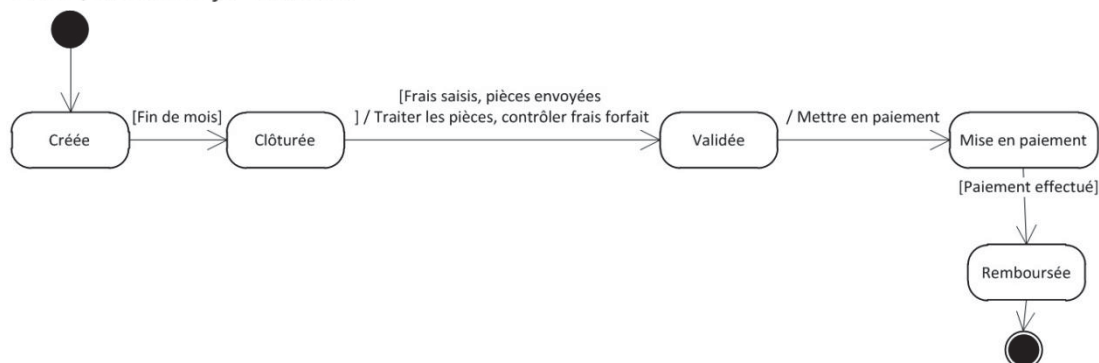 [Frais saisis, pièces envoyées
[Fin de mois]
] / Traiter les pièces, contrôler frais forfait
/ Mettre en paiement
Créée
Clôturée
Validée
Mise en paiement
[Paiement effectué]
Remboursée